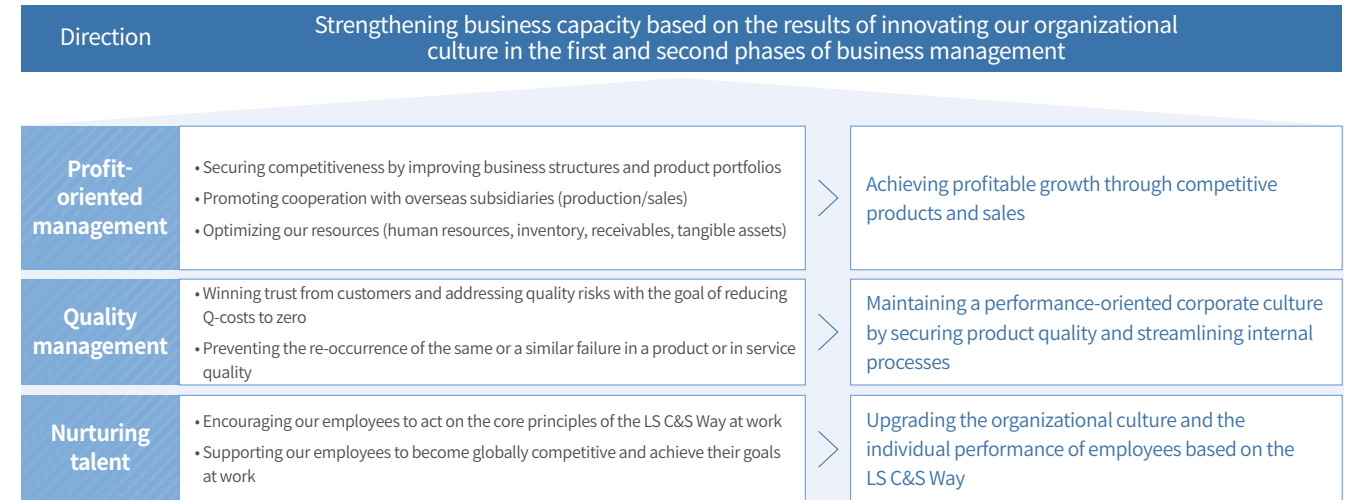 Direction
Strengthening business capacity based on the results of innovating our organizational
culture in the first and second phases of business management
Profit-
oriented
management
• Securing competitiveness by improving business structures and product portfolios
• Promoting cooperation with overseas subsidiaries (production/sales)
• Optimizing our resources (human resources, inventory, receivables, tangible assets)
Achieving profitable growth through competitive
products and sales
Quality
management
• Winning trust from customers and addressing quality risks with the goal of reducing
Q-costs to zero
• Preventing the re-occurrence of the same or a similar failure in a product or in service
quality
Maintaining a performance-oriented corporate culture
by securing product quality and streamlining internal
processes
Nurturing
talent
• Encouraging our employees to act on the core principles of the LS C&S Way at work
• Supporting our employees to become globally competitive and achieve their goals
at work
Upgrading the organizational culture and the
individual performance of employees based on the
LS C&S Way